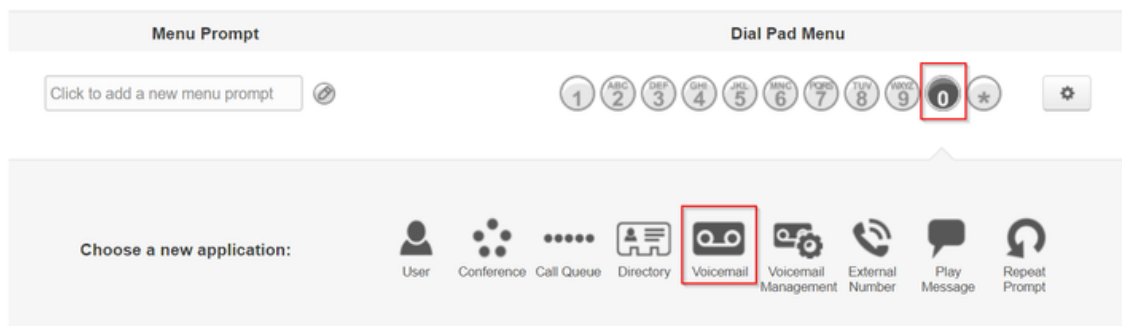 Menu Prompt
Dial Pad Menu
Click to add a new menu prompt
1
ABC
2
DEF
3
GHI
4
JKL
5
MNC
6
PQRS
7
TUV
8
WXYZ
9
0
*
Choose a new application:
User
Conference
Call Queue
Directory
Voicemail
Voicemail
Management
External
Number
Play
Message
Repeat
Prompt